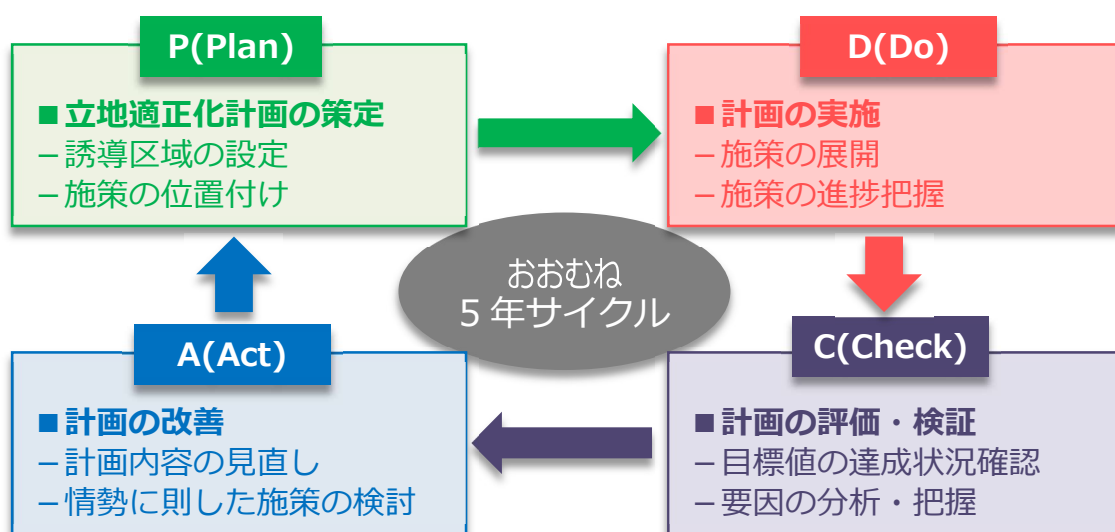 P(Plan)
■立地適正化計画の策定
－誘導区域の設定
－施策の位置付け
D(Do)
■計画の実施
－施策の展開
－施策の進捗把握
おおむね
５年サイクル
C(Check)
■計画の評価・検証
－目標値の達成状況確認
－要因の分析・把握
A(Act)
■計画の改善
－計画内容の見直し
－情勢に則した施策の検討